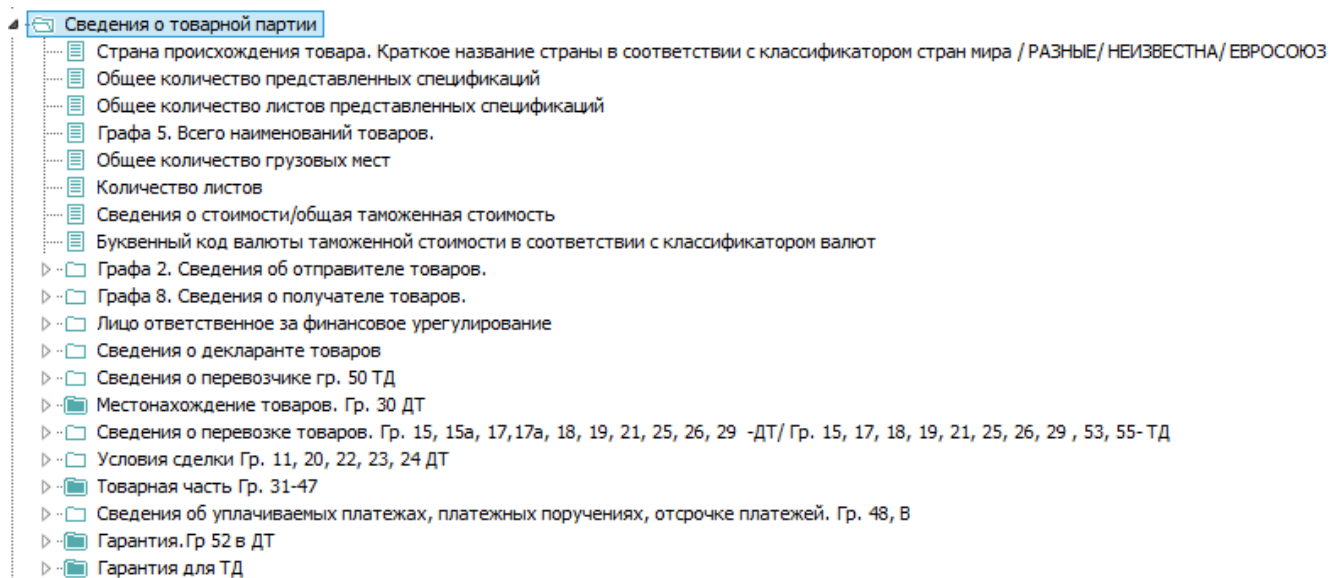 Сведения о товарной партии
Страна происхождения товара. Краткое название страны в соответствии с классификатором стран мира / РАЗНЫЕ/ НЕИЗВЕСТНА/ ЕВРОСОЮЗ
Общее количество представленных спецификаций
Общее количество листов представленных спецификаций
Графа 5. Всего наименований товаров.
Общее количество грузовых мест
Количество листов
Сведения о стоимости/общая таможенная стоимость
Буквенный код валюты таможенной стоимости в соответствии с классификатором валют
Графа 2. Сведения об отправителе товаров.
Графа 8. Сведения о получателе товаров.
Лицо ответственное за финансовое урегулирование
Сведения о декларанте товаров
Сведения о перевозчике гр. 50 ТД
Местонахождение товаров. Гр. 30 ДТ
Сведения о перевозке товаров. Гр. 15, 15а, 17,17а, 18, 19, 21, 25, 26, 29 -ДТ/ Гр. 15, 17, 18, 19, 21, 25, 26, 29 , 53, 55- ТД
Условия сделки Гр. 11, 20, 22, 23, 24 ДТ
Товарная часть Гр. 31-47
Сведения об уплачиваемых платежах, платежных поручениях, отсрочке платежей. Гр. 48, В
Гарантия.Гр 52 в ДТ
Гарантия для ТД